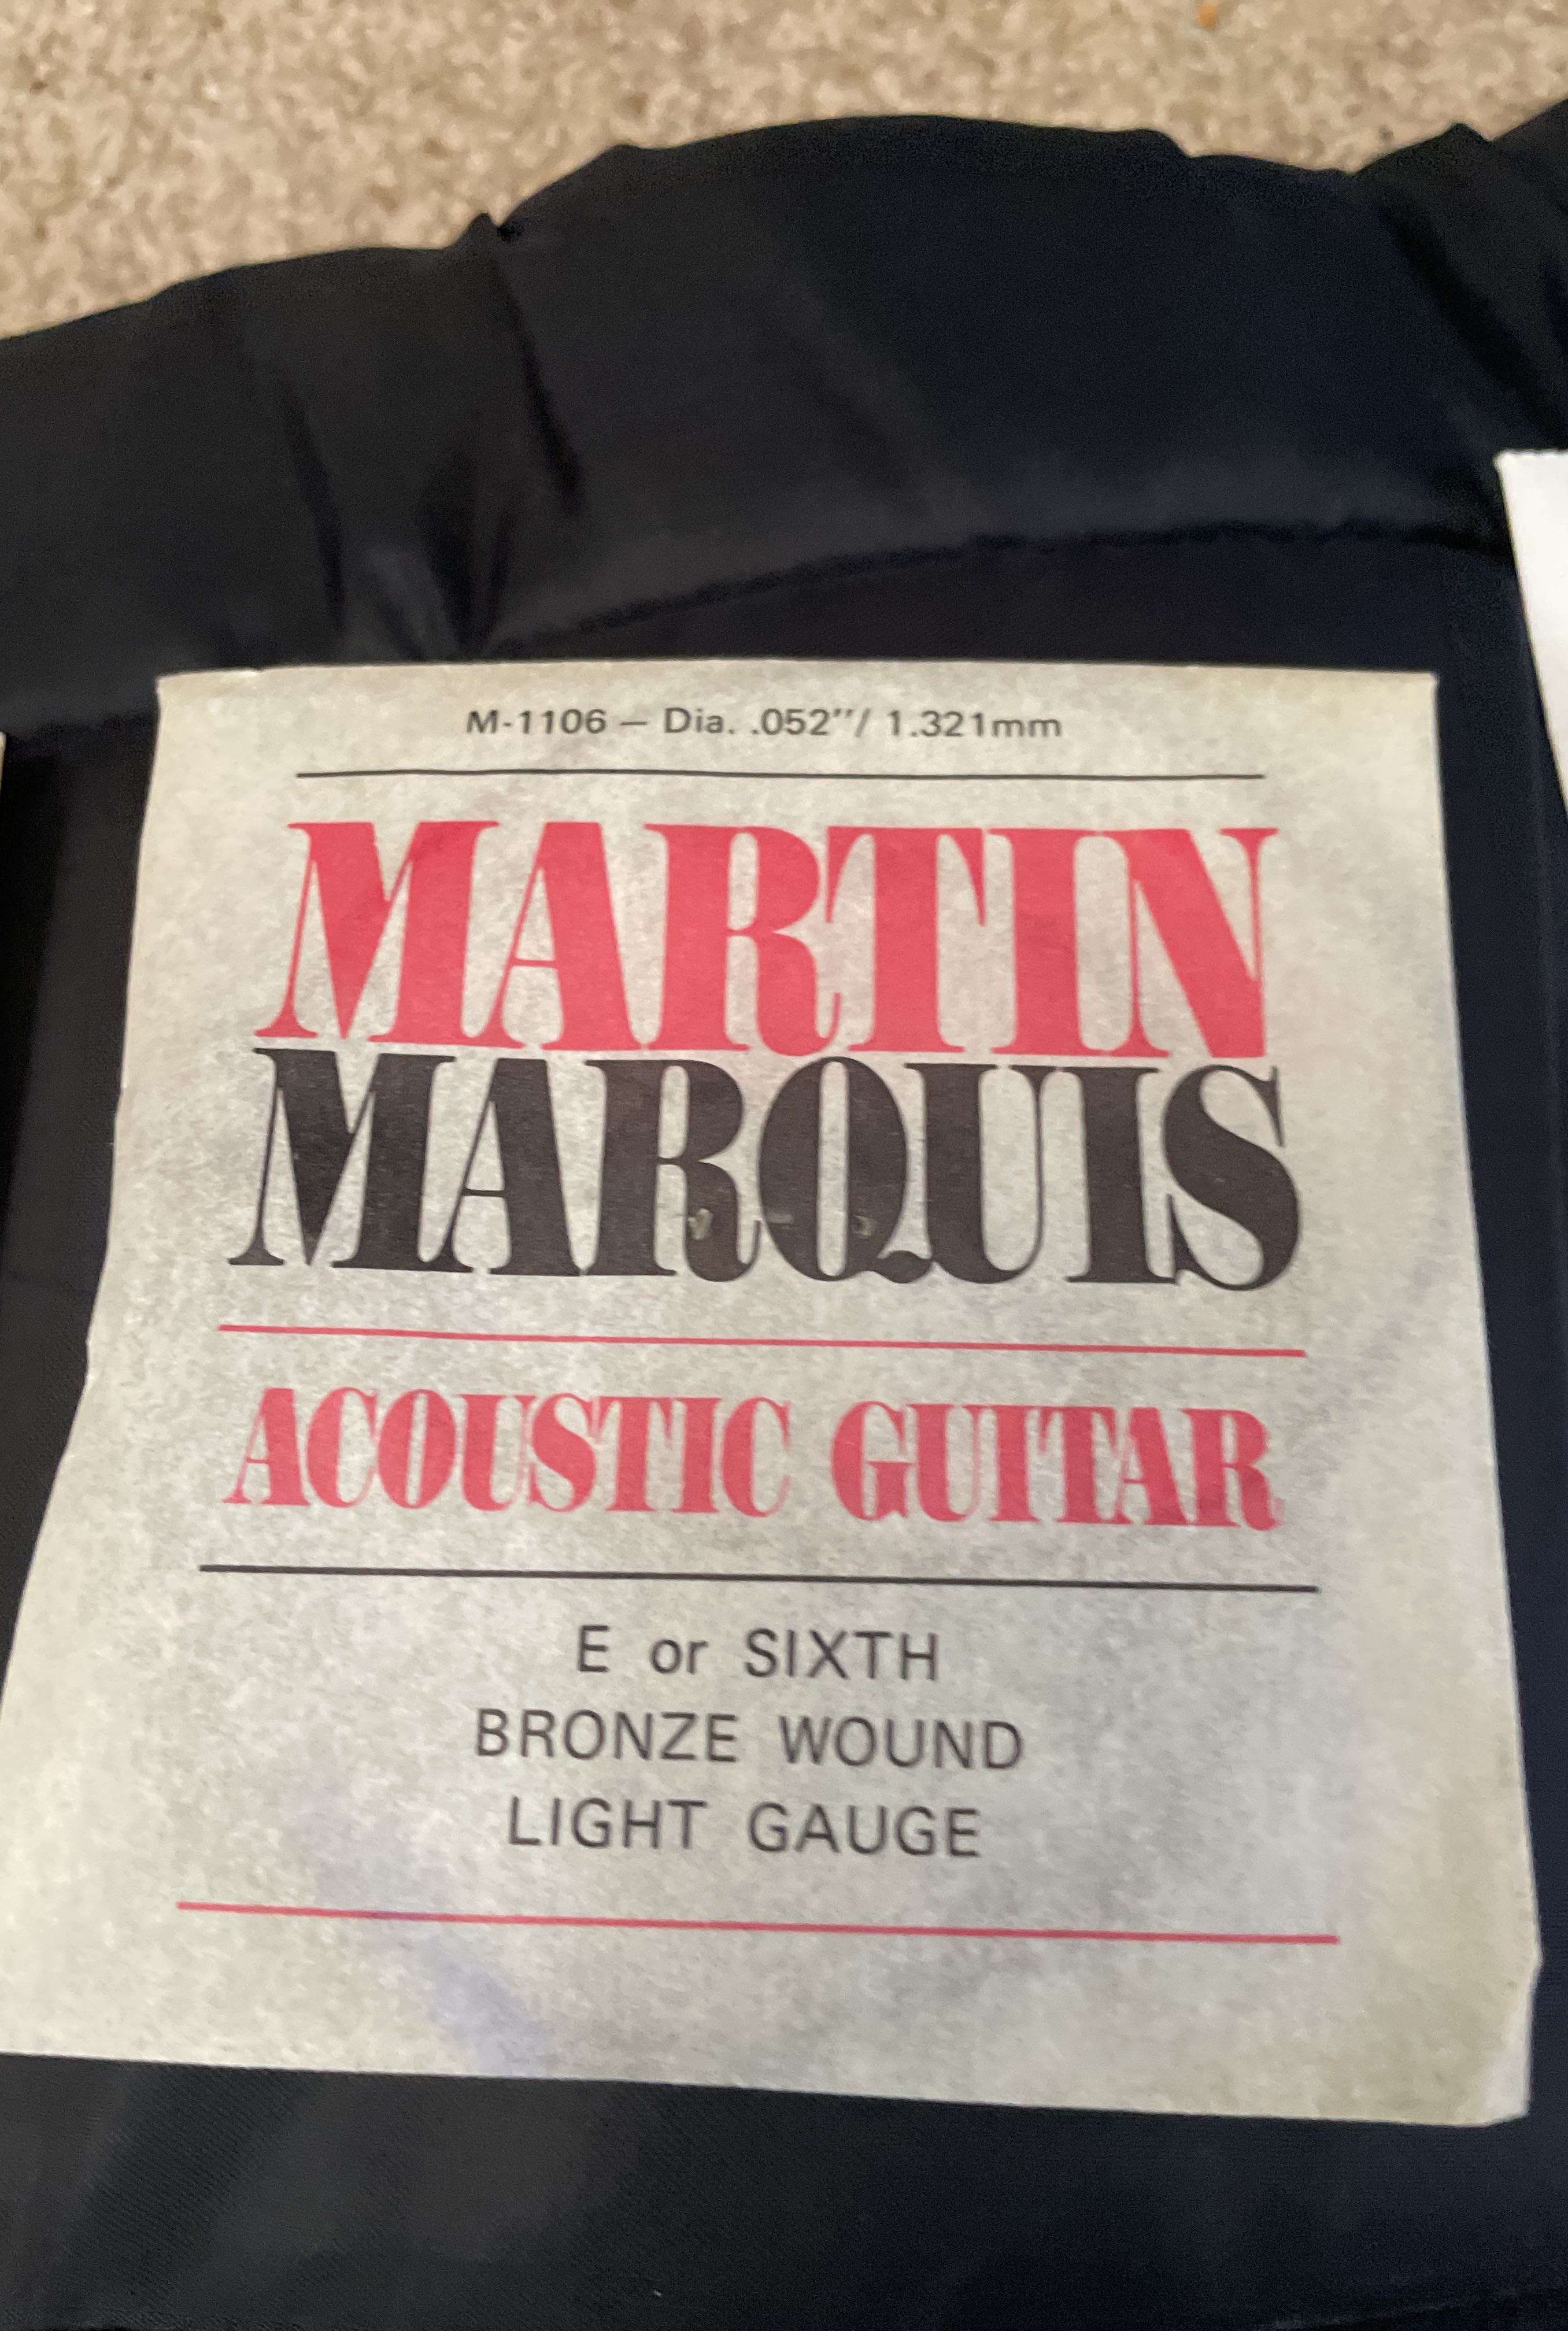 M-1106 – Dia. .052"/ 1.321mm
MARTIN
MARQUIS
ACOUSTIC GUITAR
E or SIXTH
BRONZE WOUND
LIGHT GAUGE